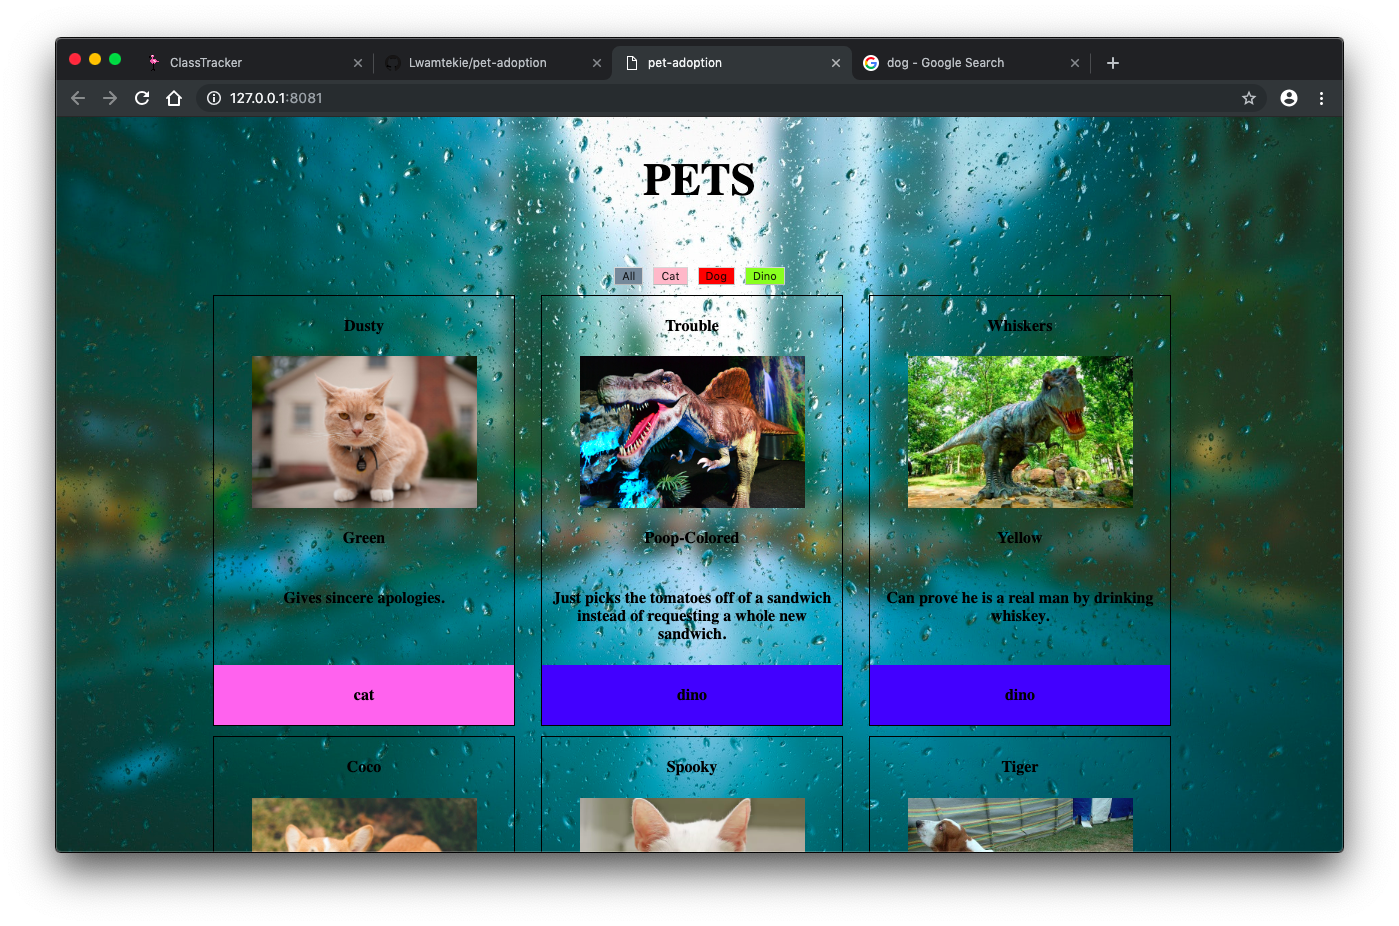 ClassTracker
Lwamtekie/pet-adoption
pet-adoption
dog - Google Search
127.0.0.1:8081
PETS
All Cat Dog Dino
Dusty
Green
Gives sincere apologies.
cat
Trouble
Poop-Colored
Just picks the tomatoes off of a sandwich
instead of requesting a whole new
sandwich.
dino
Whiskers
Yellow
Can prove he is a real man by drinking
whiskey.
dino
Coco
Spooky
Tiger